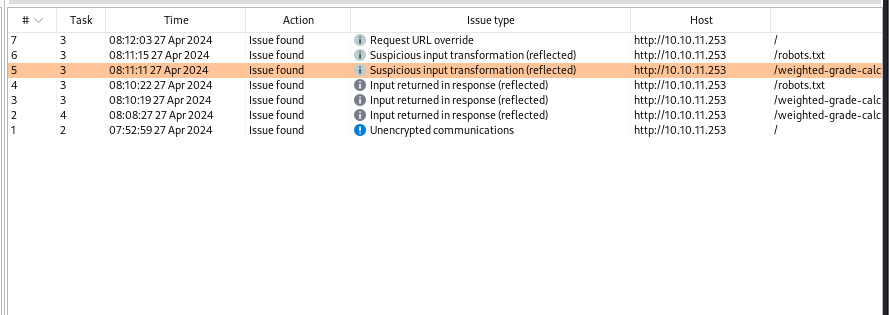 # Task Time Action Issue type Host
7 3 08:12:03 27 Apr 2024 Issue found Request URL override http://10.10.11.253 /
6 3 08:11:15 27 Apr 2024 Issue found Suspicious input transformation (reflected) http://10.10.11.253 /robots.txt
5 3 08:11:11 27 Apr 2024 Issue found Suspicious input transformation (reflected) http://10.10.11.253 /weighted-grade-calc
4 3 08:10:22 27 Apr 2024 Issue found Input returned in response (reflected) http://10.10.11.253 /robots.txt
3 3 08:10:19 27 Apr 2024 Issue found Input returned in response (reflected) http://10.10.11.253 /weighted-grade-calc
2 4 08:08:27 27 Apr 2024 Issue found Input returned in response (reflected) http://10.10.11.253 /weighted-grade-calc
1 2 07:52:59 27 Apr 2024 Issue found Unencrypted communications http://10.10.11.253 /